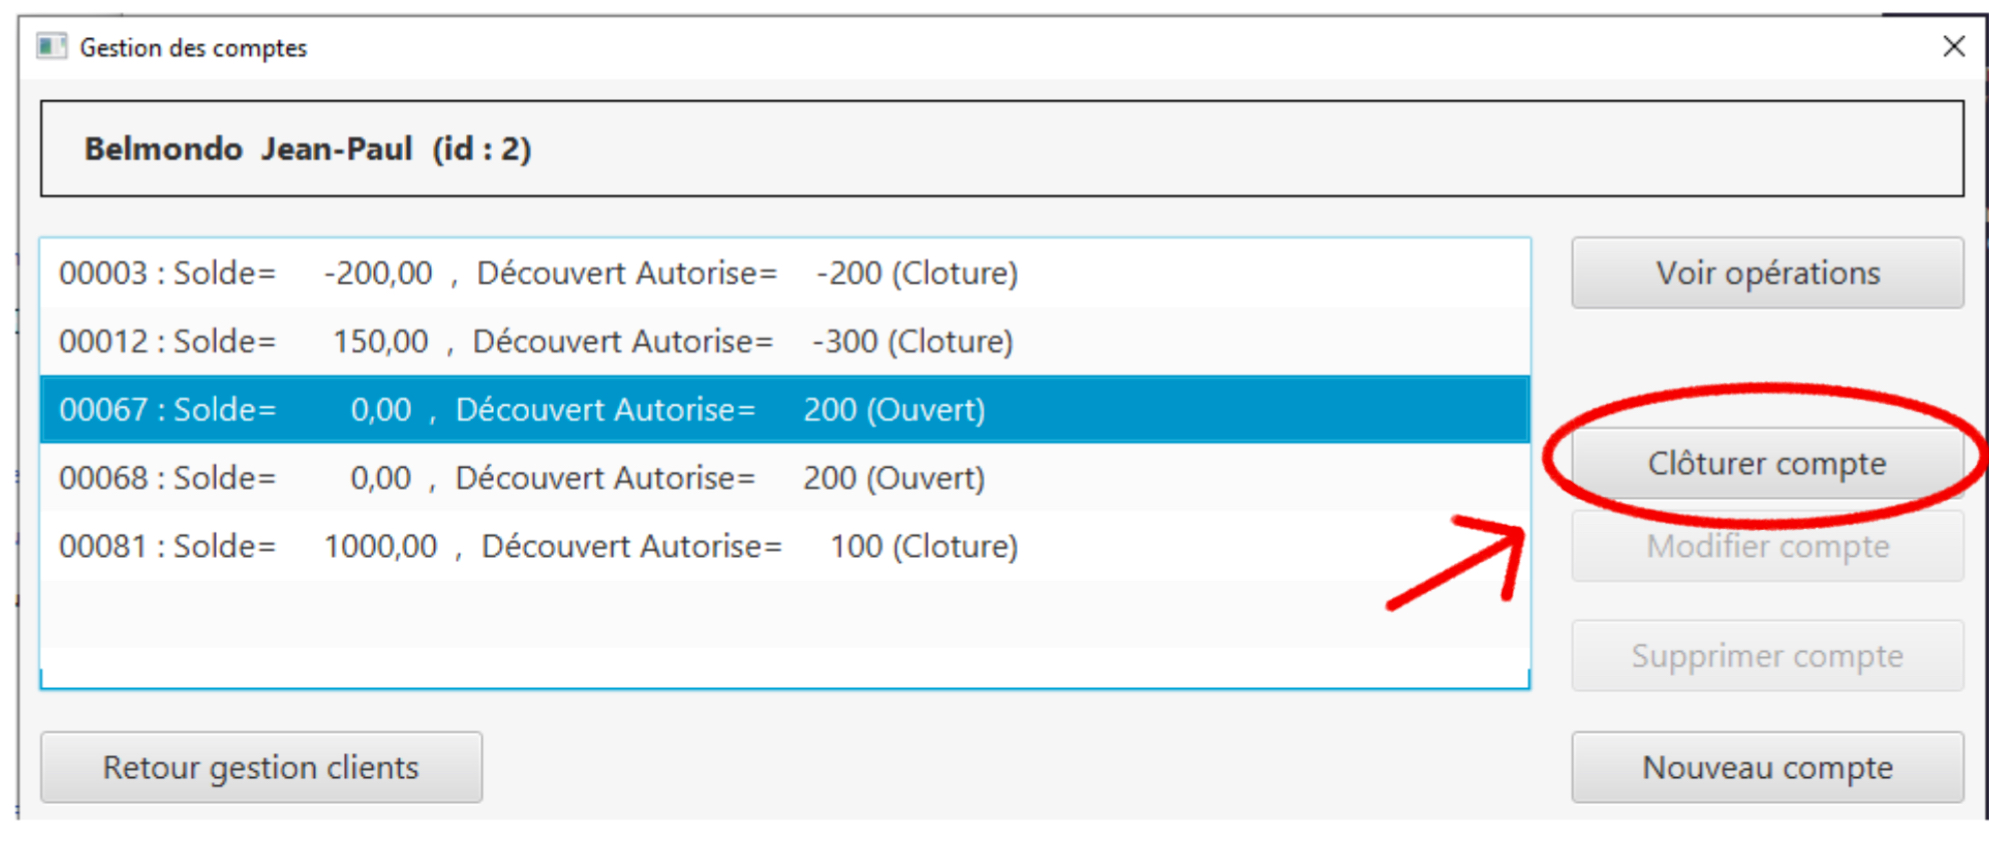 Gestion des comptes
Belmondo Jean-Paul (id : 2)
00003 : Solde= -200,00 , Découvert Autorise= -200 (Cloture)
00012 : Solde= 150,00 , Découvert Autorise= -300 (Cloture)
00067 : Solde= 0,00 , Découvert Autorise= 200 (Ouvert)
00068 : Solde= 0,00 , Découvert Autorise= 200 (Ouvert)
00081 : Solde= 1000,00 , Découvert Autorise= 100 (Cloture)
Voir opérations
Clôturer compte
Modifier compte
Supprimer compte
Retour gestion clients
Nouveau compte